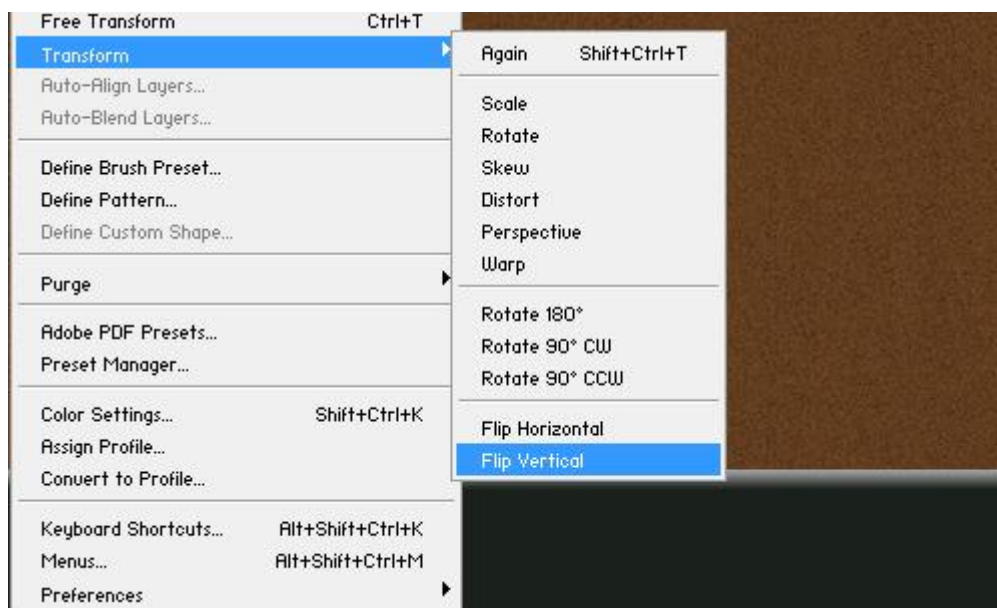 Free Transform Ctrl+T
Transform
Auto-Align Layers...
Auto-Blend Layers...
Define Brush Preset...
Define Pattern...
Define Custom Shape...
Purge
Adobe PDF Presets...
Preset Manager...
Color Settings... Shift+Ctrl+K
Assign Profile...
Convert to Profile...
Keyboard Shortcuts... Alt+Shift+Ctrl+K
Menus... Alt+Shift+Ctrl+M
Preferences
Again Shift+Ctrl+T
Scale
Rotate
Skew
Distort
Perspective
Warp
Rotate 180°
Rotate 90° CW
Rotate 90° CCW
Flip Horizontal
Flip Vertical